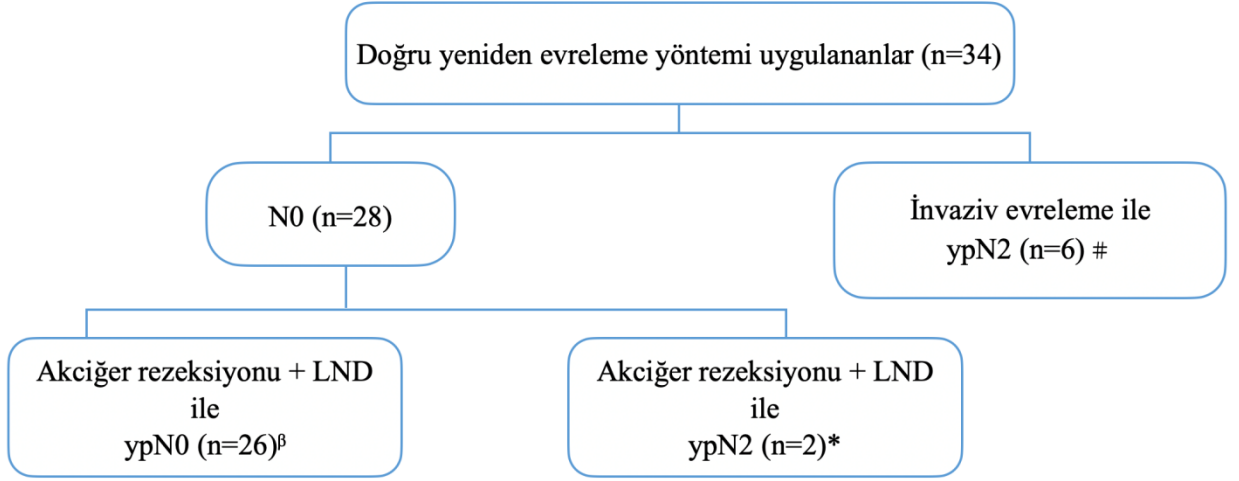 Doğru yeniden evreleme yöntemi uygulananlar (n=34)
N0 (n=28)
İnvaziv evreleme ile
ypN2 (n=6) #
Akciğer rezeksiyonu + LND
ile
ypN0 (n=26)ᵝ
Akciğer rezeksiyonu + LND
ile
ypN2 (n=2)*